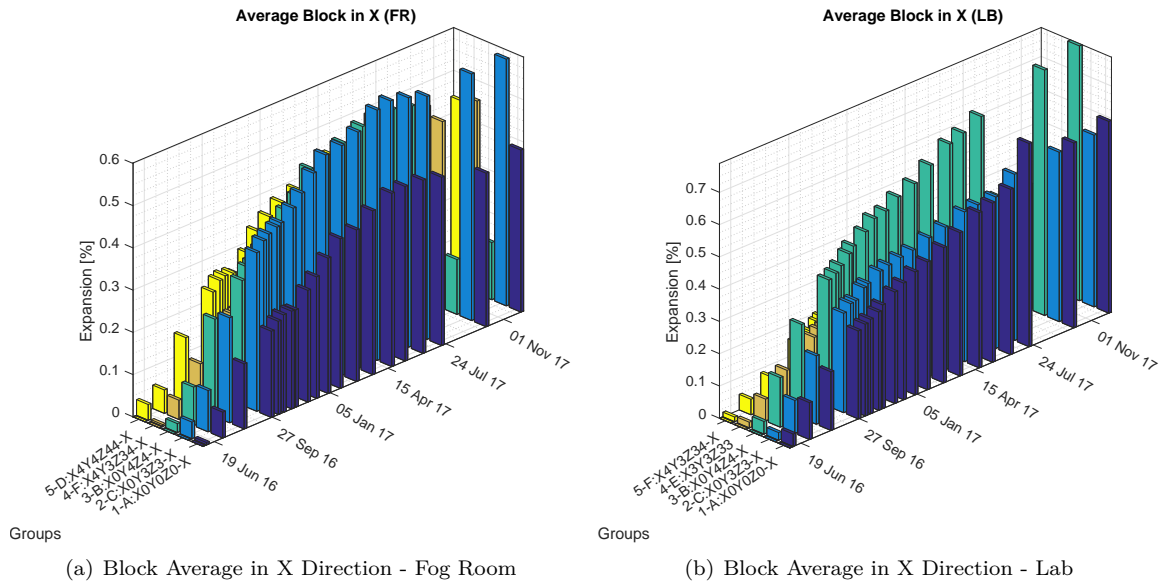 Average Block in X (FR)
Expansion [%]
0.6
0.5
0.4
0.3
0.2
0.1
0
5-D:X4Y4Z44-X
4-F:X4Y3Z34-X
3-B:X0Y4Z4-X
2-C:X0Y3Z3-X
1-A:X0Y0Z0-X
19 Jun 16
27 Sep 16
05 Jan 17
15 Apr 17
24 Jul 17
01 Nov 17
Groups
(a) Block Average in X Direction - Fog Room
Average Block in X (LB)
Expansion [%]
0.7
0.6
0.5
0.4
0.3
0.2
0.1
0
5-F:X4Y3Z34-X
4-E:X3Y3Z33
3-B:X0Y4Z4-X
2-C:X0Y3Z3-X
1-A:X0Y0Z0-X
19 Jun 16
27 Sep 16
05 Jan 17
15 Apr 17
24 Jul 17
01 Nov 17
Groups
(b) Block Average in X Direction - Lab